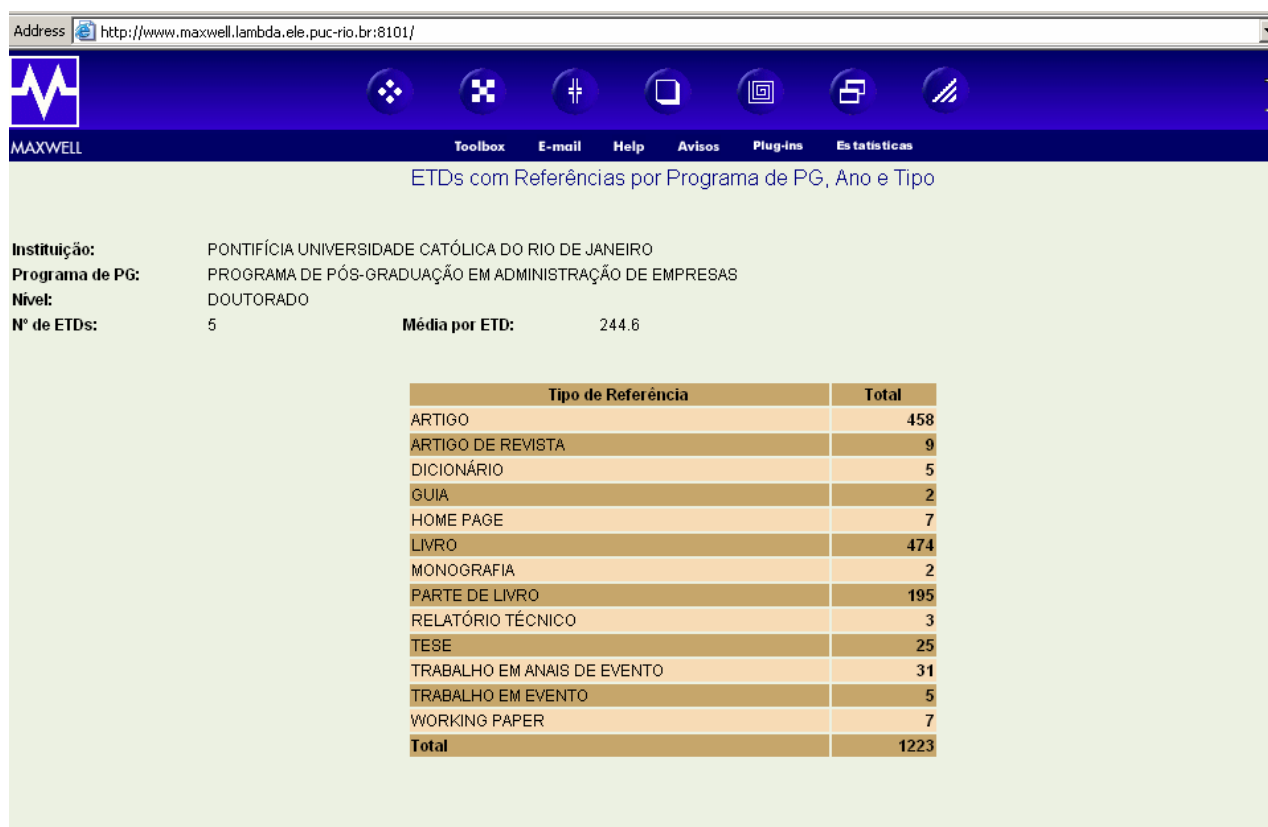 Address http://www.maxwell.lambda.ele.puc-rio.br:8101/
MAXWELL Toolbox E-mail Help Avisos Plug-ins Estatísticas
ETDs com Referências por Programa de PG, Ano e Tipo
Instituição: PONTIFÍCIA UNIVERSIDADE CATÓLICA DO RIO DE JANEIRO
Programa de PG: PROGRAMA DE PÓS-GRADUAÇÃO EM ADMINISTRAÇÃO DE EMPRESAS
Nível: DOUTORADO
Nº de ETDs: 5 Média por ETD: 244.6
Tipo de Referência Total
ARTIGO 458
ARTIGO DE REVISTA 9
DICIONÁRIO 5
GUIA 2
HOME PAGE 7
LIVRO 474
MONOGRAFIA 2
PARTE DE LIVRO 195
RELATÓRIO TÉCNICO 3
TESE 25
TRABALHO EM ANAIS DE EVENTO 31
TRABALHO EM EVENTO 5
WORKING PAPER 7
Total 1223